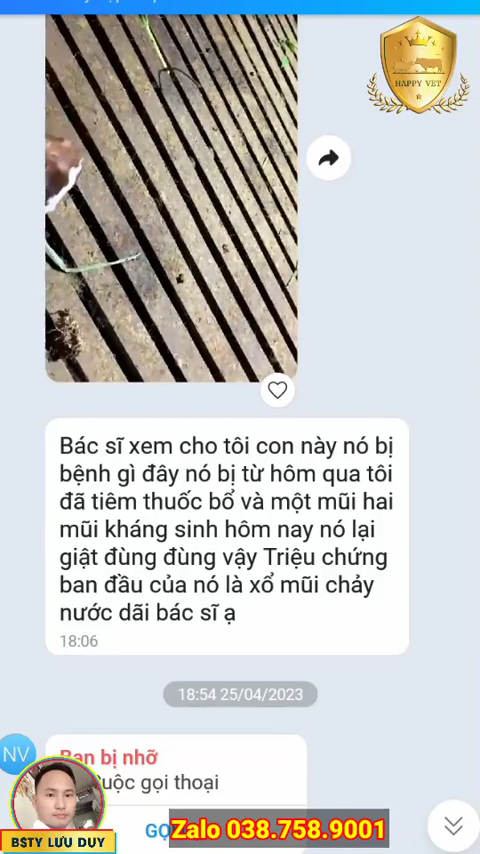 HAPPY VET
Bác sĩ xem cho tôi con này nó bị
bệnh gì đây nó bị từ hôm qua tôi
đã tiêm thuốc bổ và một mũi hai
mũi kháng sinh hôm nay nó lại
giật đùng đùng vậy Triệu chứng
ban đầu của nó là xổ mũi chảy
nước dãi bác sĩ ạ
18:06
18:54 25/04/2023
NV
Bạn bị nhỡ
Cuộc gọi thoại
Zalo 038.758.9001
BSTY LƯU DUY